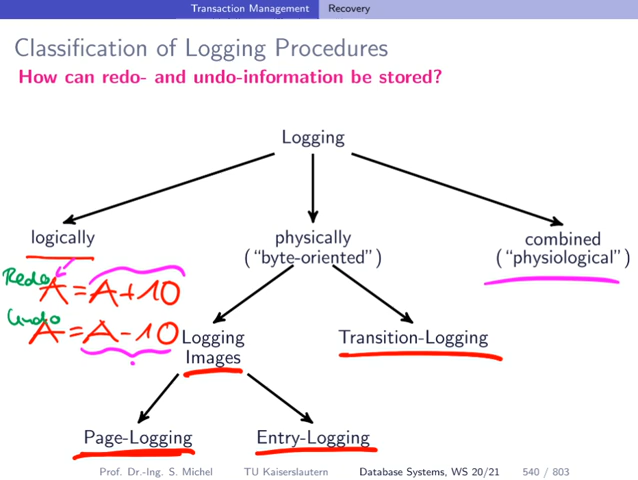 Transaction Management Recovery
Classification of Logging Procedures
How can redo- and undo-information be stored?
Logging
logically physically combined
("byte-oriented") ("physiological")
Redo A = A+10
Undo A = A-10
Logging Transition-Logging
Images
Page-Logging Entry-Logging
Prof. Dr.-Ing. S. Michel TU Kaiserslautern Database Systems, WS 20/21 540 / 803